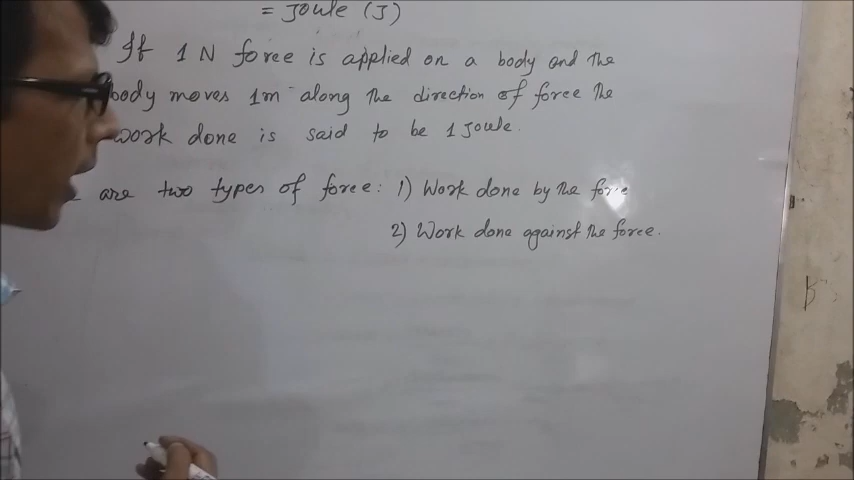 = Joule (J)
If 1 N force is applied on a body and the
body moves 1m along the direction of force the
work done is said to be 1 Joule.
are two types of force: 1) Work done by the force
2) Work done against the force.